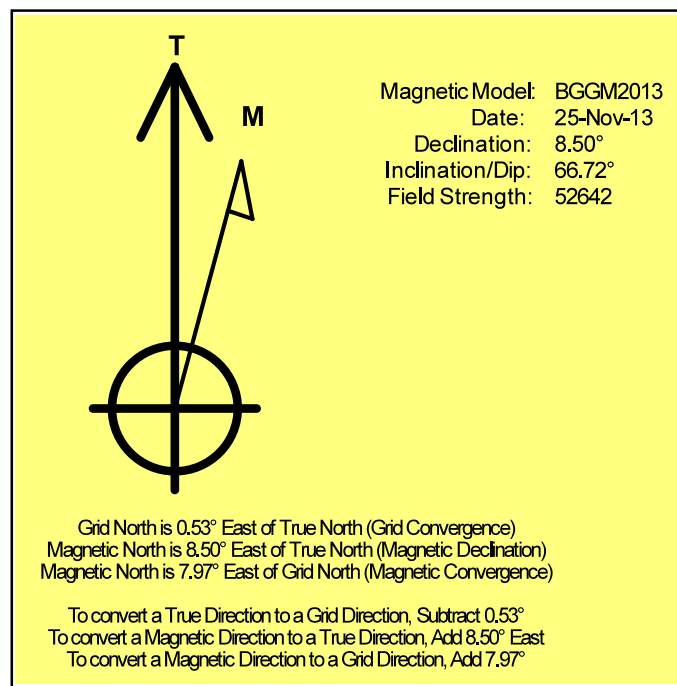 T
M
Magnetic Model: BGGM2013
Date: 25-Nov-13
Declination: 8.50°
Inclination/Dip: 66.72°
Field Strength: 52642
Grid North is 0.53° East of True North (Grid Convergence)
Magnetic North is 8.50° East of True North (Magnetic Declination)
Magnetic North is 7.97° East of Grid North (Magnetic Convergence)
To convert a True Direction to a Grid Direction, Subtract 0.53°
To convert a Magnetic Direction to a True Direction, Add 8.50° East
To convert a Magnetic Direction to a Grid Direction, Add 7.97°